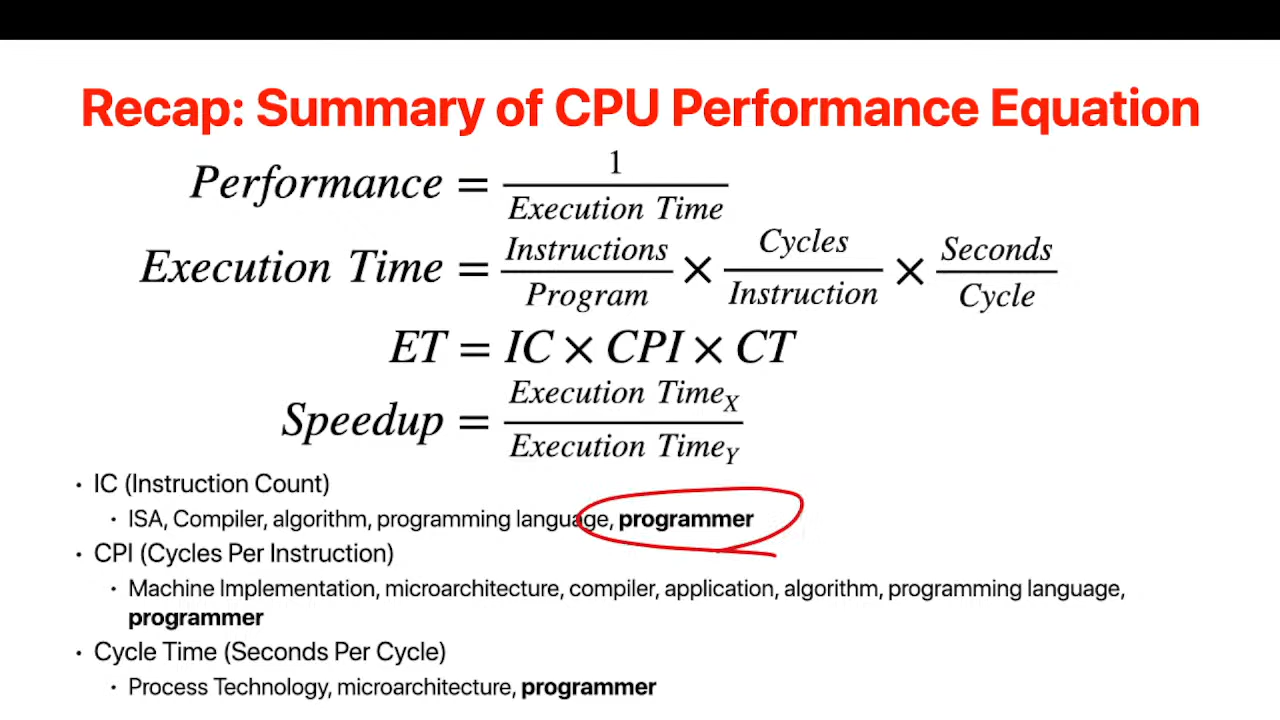 Recap: Summary of CPU Performance Equation
Performance = 1 / Execution Time
Execution Time = Instructions / Program × Cycles / Instruction × Seconds / Cycle
ET = IC × CPI × CT
Speedup = Execution Time_X / Execution Time_Y
• IC (Instruction Count)
• ISA, Compiler, algorithm, programming language, programmer
• CPI (Cycles Per Instruction)
• Machine Implementation, microarchitecture, compiler, application, algorithm, programming language,
programmer
• Cycle Time (Seconds Per Cycle)
• Process Technology, microarchitecture, programmer